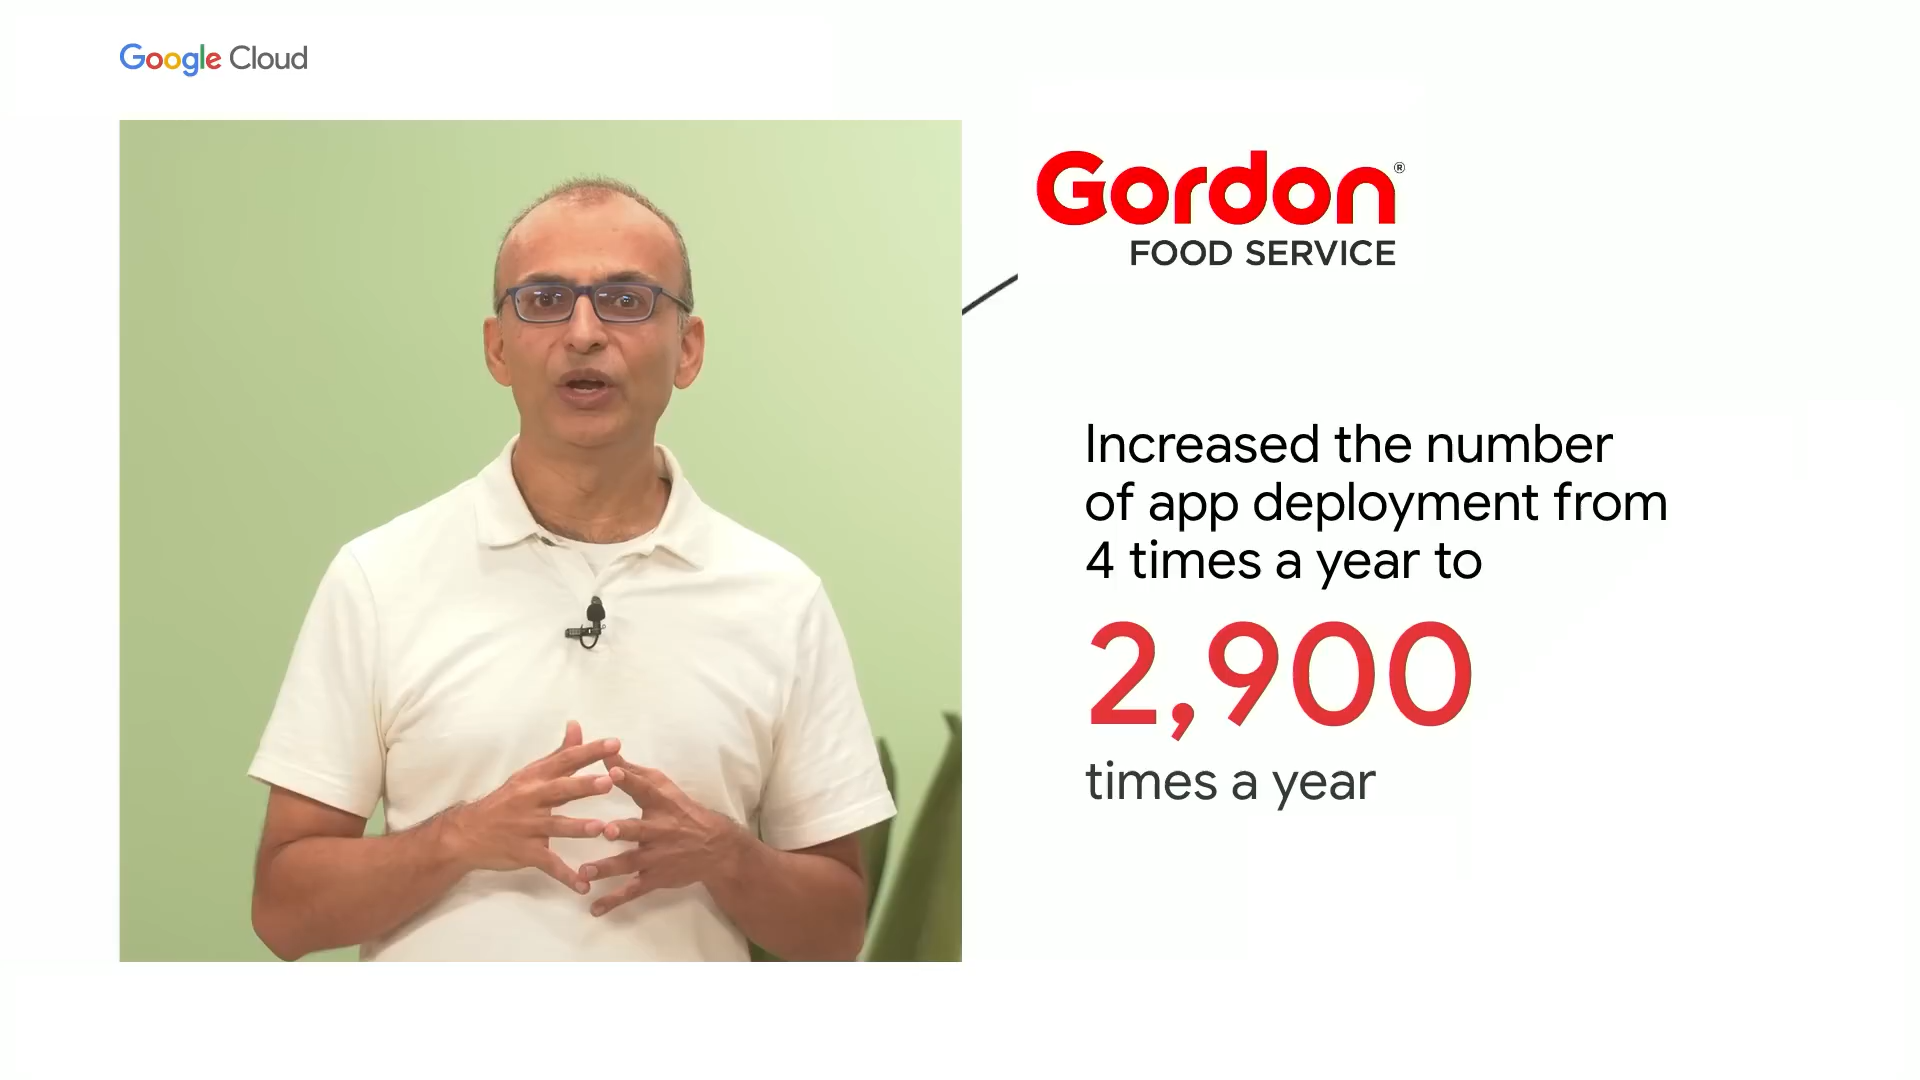 Google Cloud
Gordon®
FOOD SERVICE
Increased the number
of app deployment from
4 times a year to
2,900
times a year